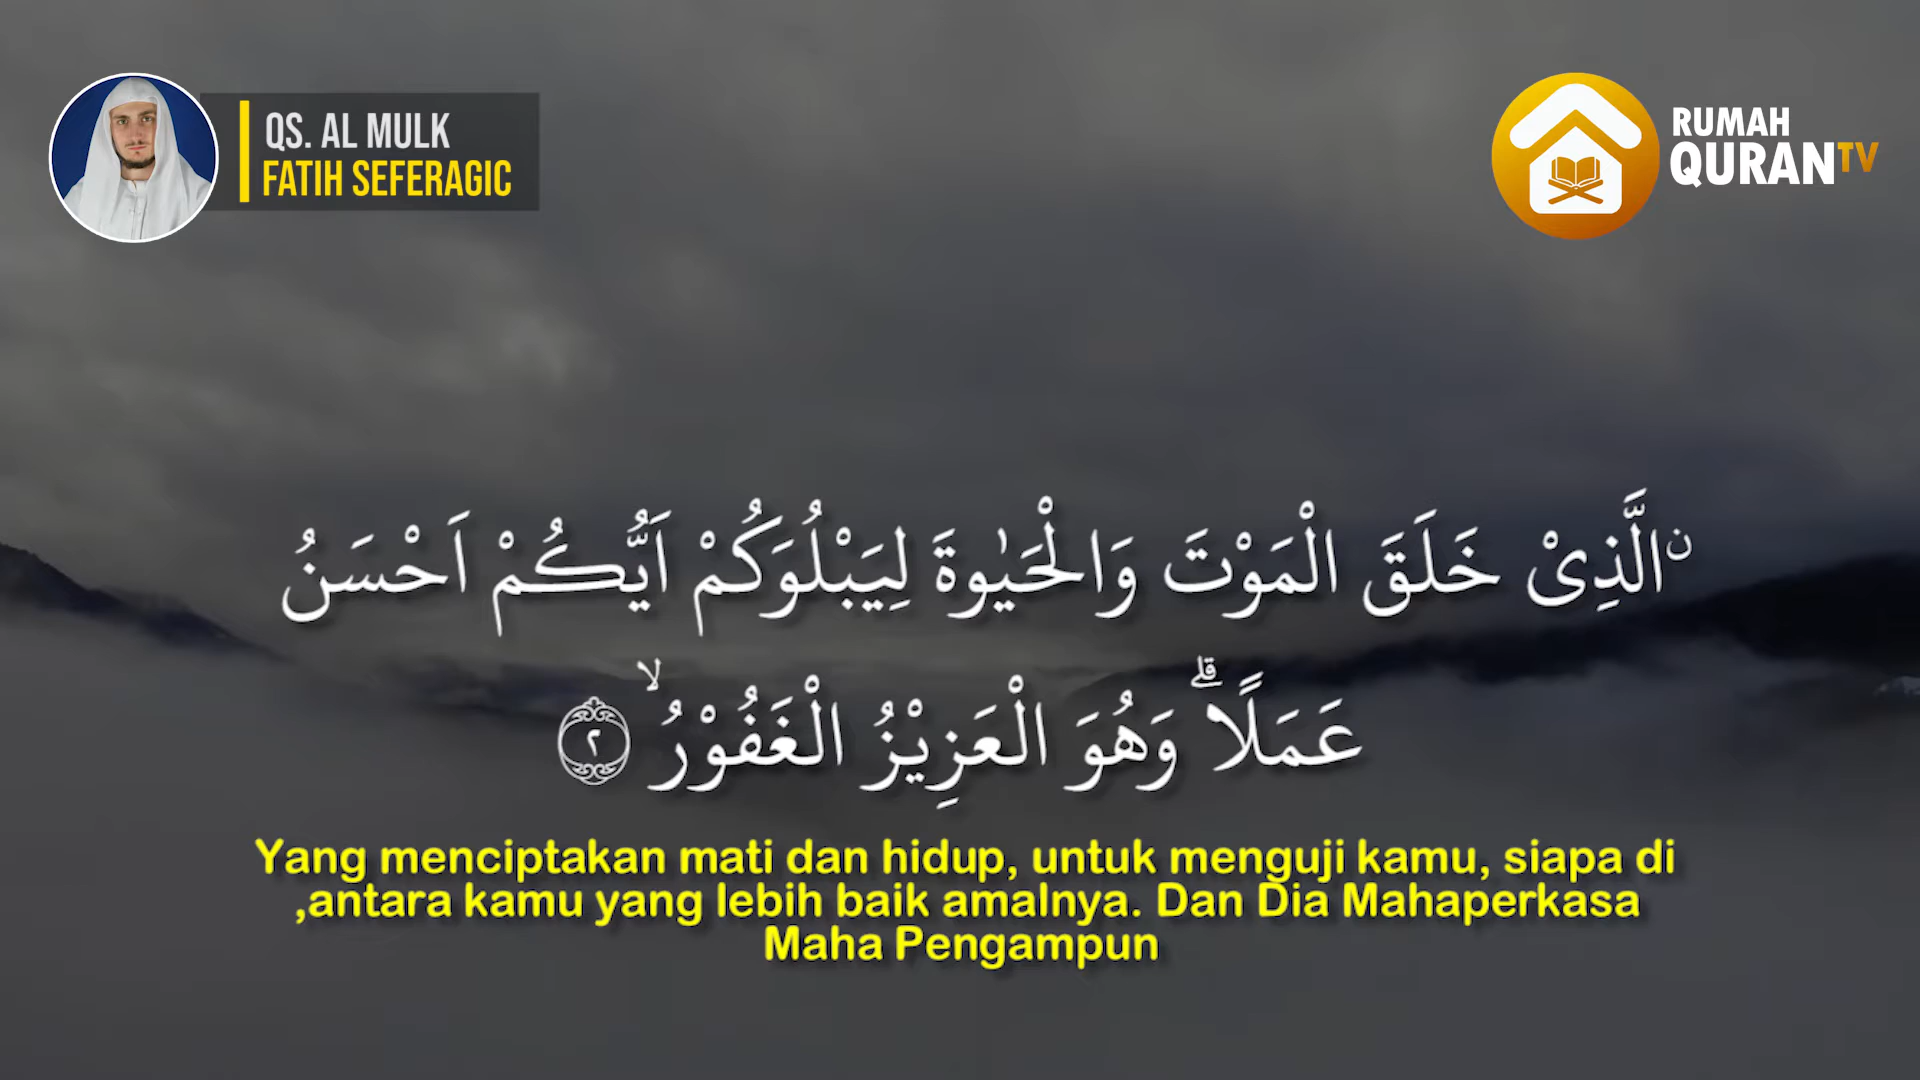 QS. AL MULK
FATIH SEFERAGIC
RUMAH
QURANTV
ࣙالَّذِيْ خَلَقَ الْمَوْتَ وَالْحَيٰوةَ لِيَبْلُوَكُمْ اَيُّكُمْ اَحْسَنُ
عَمَلًاۗ وَهُوَ الْعَزِيْزُ الْغَفُوْرُۙ ٢
Yang menciptakan mati dan hidup, untuk menguji kamu, siapa di
,antara kamu yang lebih baik amalnya. Dan Dia Mahaperkasa
Maha Pengampun